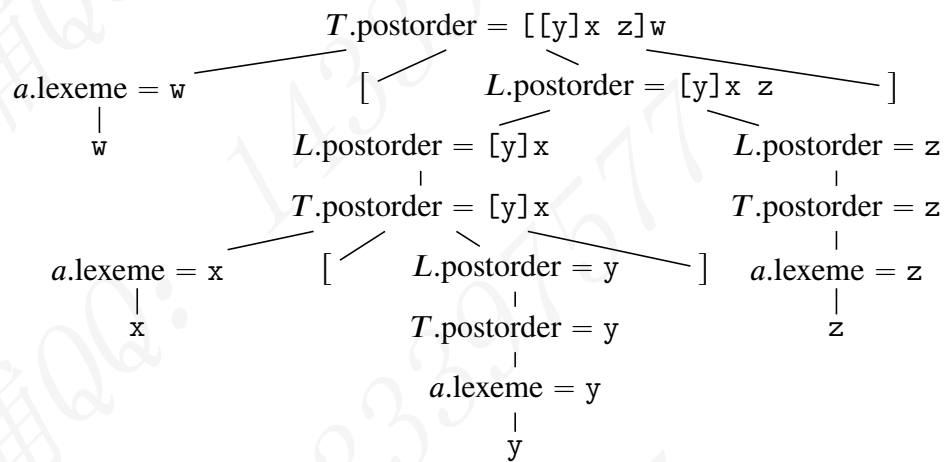 T.postorder = [[y]x z]w
a.lexeme = w [ L.postorder = [y]x z ]
w L.postorder = [y]x L.postorder = z
T.postorder = [y]x T.postorder = z
a.lexeme = x [ L.postorder = y ] a.lexeme = z
x T.postorder = y z
a.lexeme = y
y